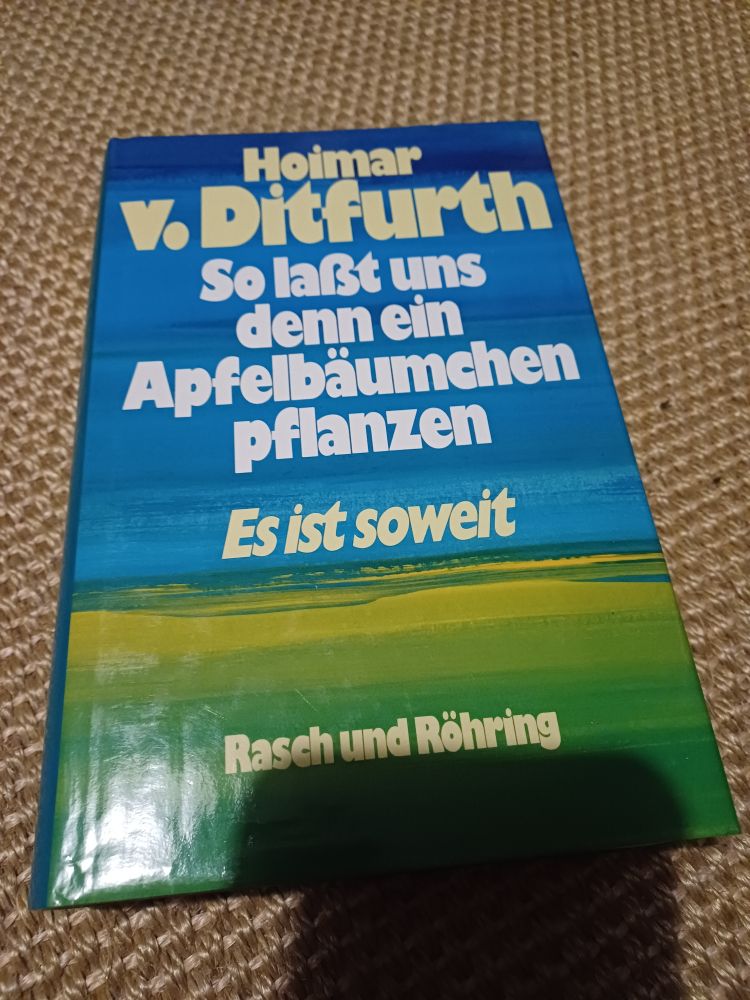 Hoimar
v. Ditfurth
So laßt uns
denn ein
Apfelbäumchen
pflanzen
Es ist soweit
Rasch und Röhring